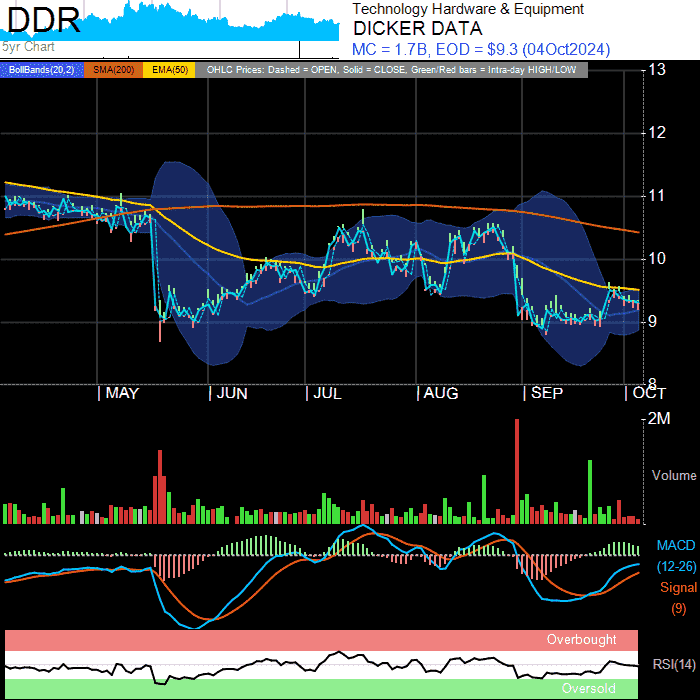 DDR
Technology Hardware & Equipment
DICKER DATA
5yr Chart
MC = 1.7B, EOD = $9.3 (04Oct2024)
BollBands(20,2) SMA(200) EMA(50) OHLC Prices: Dashed = OPEN, Solid = CLOSE, Green/Red bars = Intra-day HIGH/LOW
13
12
11
10
9
8
MAY JUN JUL AUG SEP OCT
2M
Volume
MACD
(12-26)
Signal
(9)
Overbought
RSI(14)
Oversold